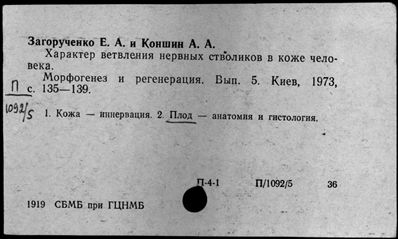 Загорученко Е. А. и Коншин А. А.
Характер ветвления нервных стволиков в коже чело-
века.
Морфогенез и регенерация. Вып. 5. Киев, 1973,
П с. 135—139.
1092/5
1. Кожа — иннервация. 2. Плод — анатомия и гистология.
П-4-1 П/1092/5 36
1919 СБМБ при ГЦНМБ